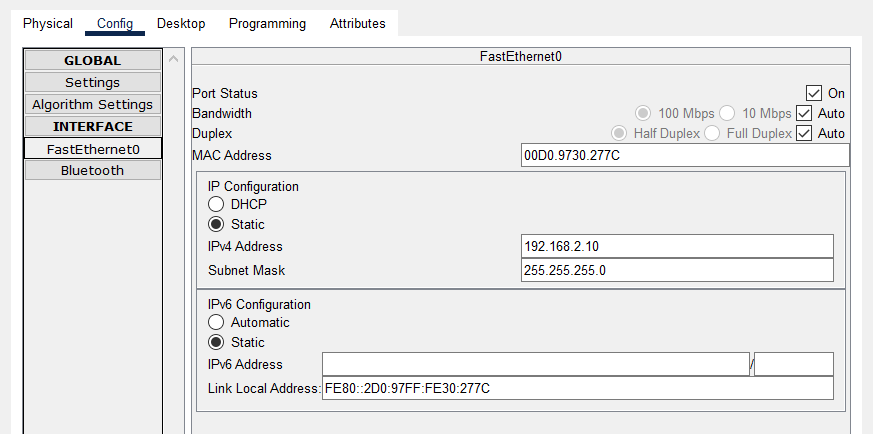 Physical Config Desktop Programming Attributes
GLOBAL
Settings
Algorithm Settings
INTERFACE
FastEthernet0
Bluetooth
FastEthernet0
Port Status On
Bandwidth 100 Mbps 10 Mbps Auto
Duplex Half Duplex Full Duplex Auto
MAC Address 00D0.9730.277C
IP Configuration
DHCP
Static
IPv4 Address 192.168.2.10
Subnet Mask 255.255.255.0
IPv6 Configuration
Automatic
Static
IPv6 Address /
Link Local Address: FE80::2D0:97FF:FE30:277C